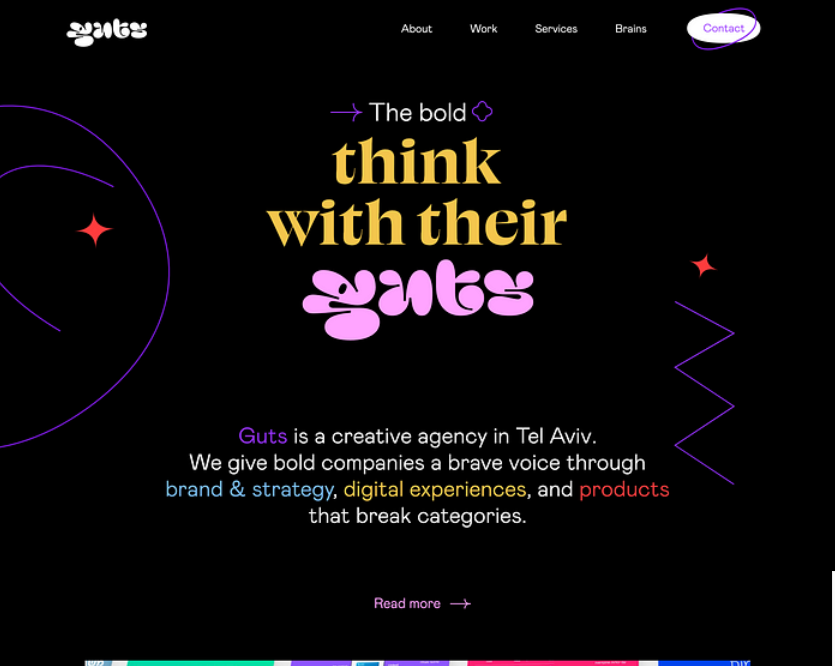 guts
About Work Services Brains Contact
The bold
think
with their
guts
Guts is a creative agency in Tel Aviv.
We give bold companies a brave voice through
brand & strategy, digital experiences, and products
that break categories.
Read more